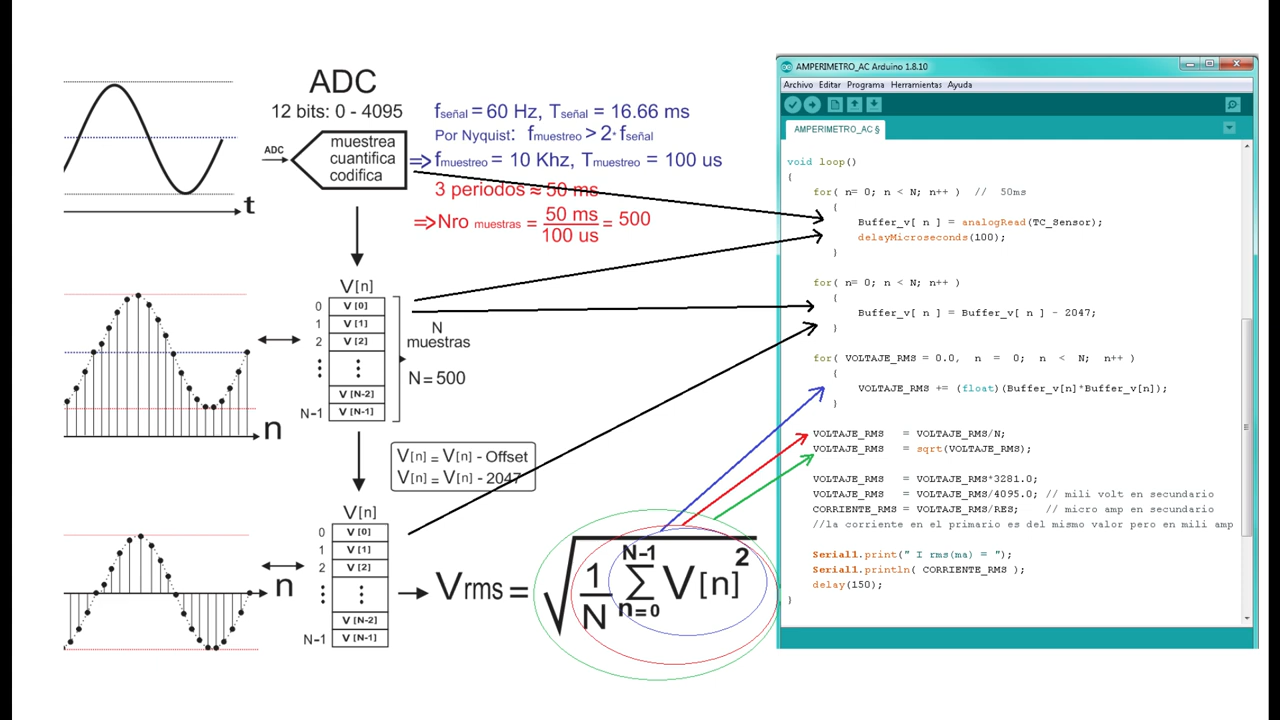 ADC
12 bits: 0 - 4095
ADC
muestrea
cuantifica
codifica
t
fseñal = 60 Hz, Tseñal = 16.66 ms
Por Nyquist: fmuestreo > 2* fseñal
⇒ fmuestreo = 10 Khz, Tmuestreo = 100 us
3 periodos ≈ 50 ms
⇒ Nro muestras = 50 ms / 100 us = 500
V[n]
0 V [0]
1 V [1]
2 V [2]
⋮ ⋮
V [N-2]
N-1 V [N-1]
N
muestras
N = 500
n
V[n] = V[n] - Offset
V[n] = V[n] - 2047
V[n]
0 V [0]
1 V [1]
2 V [2]
⋮ ⋮
V [N-2]
N-1 V [N-1]
n
Vrms = √ 1/N N-1 ∑ n=0 V[n]²
AMPERIMETRO_AC Arduino 1.8.10
Archivo Editar Programa Herramientas Ayuda
AMPERIMETRO_AC §
void loop()
{
for( n= 0; n < N; n++ ) // 50ms
{
Buffer_v[ n ] = analogRead(TC_Sensor);
delayMicroseconds(100);
}
for( n= 0; n < N; n++ )
{
Buffer_v[ n ] = Buffer_v[ n ] - 2047;
}
for( VOLTAJE_RMS = 0.0, n = 0; n < N; n++ )
{
VOLTAJE_RMS += (float)(Buffer_v[n]*Buffer_v[n]);
}
VOLTAJE_RMS = VOLTAJE_RMS/N;
VOLTAJE_RMS = sqrt(VOLTAJE_RMS);
VOLTAJE_RMS = VOLTAJE_RMS*3281.0;
VOLTAJE_RMS = VOLTAJE_RMS/4095.0; // mili volt en secundario
CORRIENTE_RMS = VOLTAJE_RMS/RES; // micro amp en secundario
//la corriente en el primario es del mismo valor pero en mili amp
Serial1.print(" I rms(ma) = ");
Serial1.println( CORRIENTE_RMS );
delay(150);
}